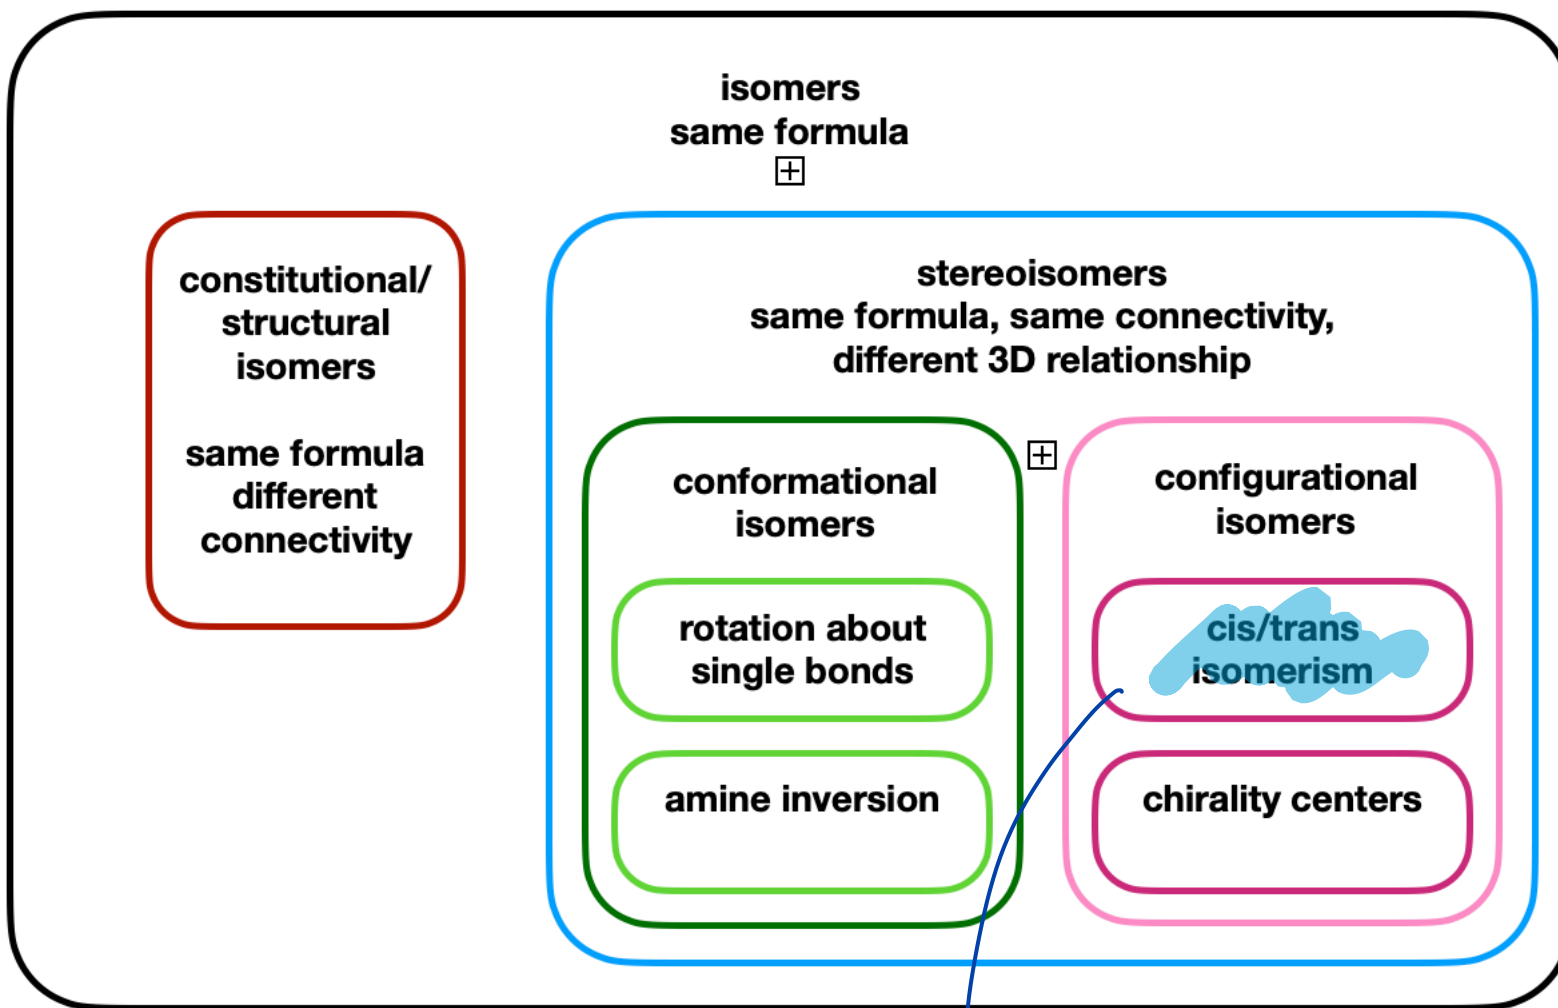 isomers
same formula
constitutional/
structural
isomers
same formula
different
connectivity
stereoisomers
same formula, same connectivity,
different 3D relationship
conformational
isomers
rotation about
single bonds
amine inversion
configurational
isomers
cis/trans
isomerism
chirality centers